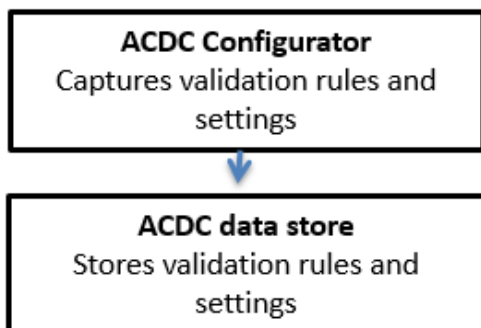 ACDC Configurator
Captures validation rules and
settings
ACDC data store
Stores validation rules and
settings